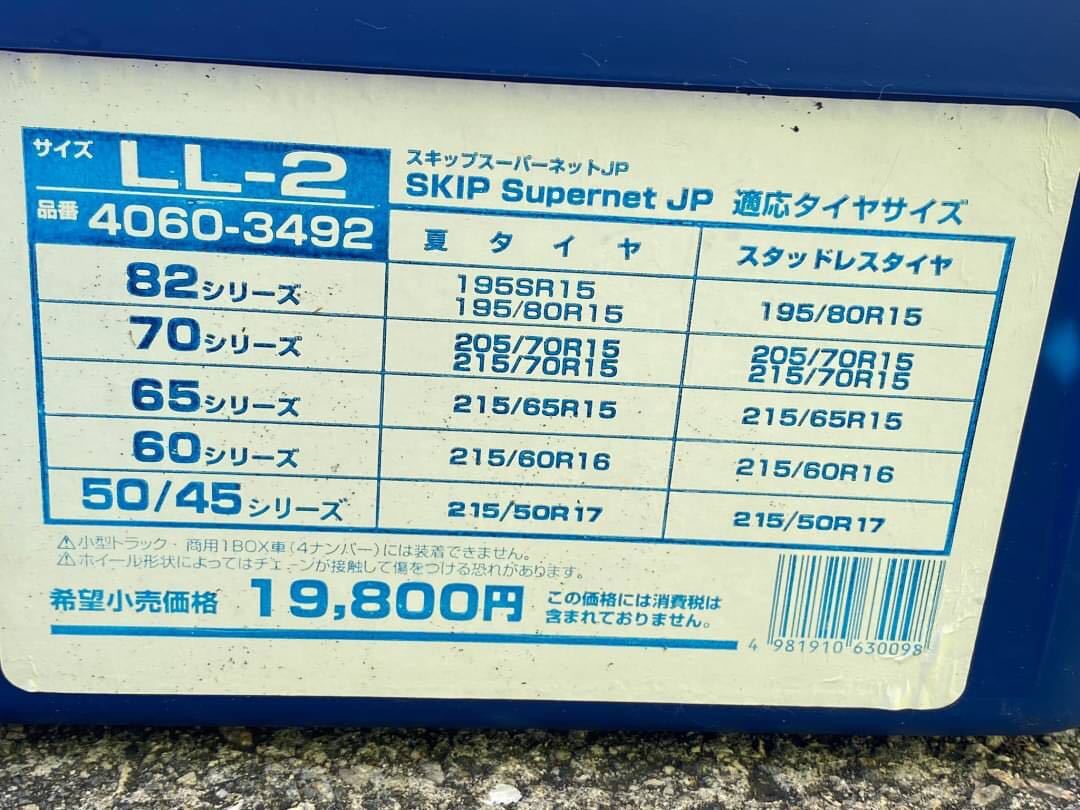 サイズ LL-2
品番 4060-3492
スキップスーパーネットJP
SKIP Supernet JP 適応タイヤサイズ
夏タイヤ スタッドレスタイヤ
82シリーズ 195SR15 195/80R15 195/80R15
70シリーズ 205/70R15 215/70R15 205/70R15 215/70R15
65シリーズ 215/65R15 215/65R15
60シリーズ 215/60R16 215/60R16
50/45シリーズ 215/50R17 215/50R17
⚠小型トラック・商用1BOX車(4ナンバー)には装着できません。
⚠ホイール形状によってはチェーンが接触して傷をつける恐れがあります。
希望小売価格 19,800円 この価格には消費税は
含まれておりません。
4 981910 630098